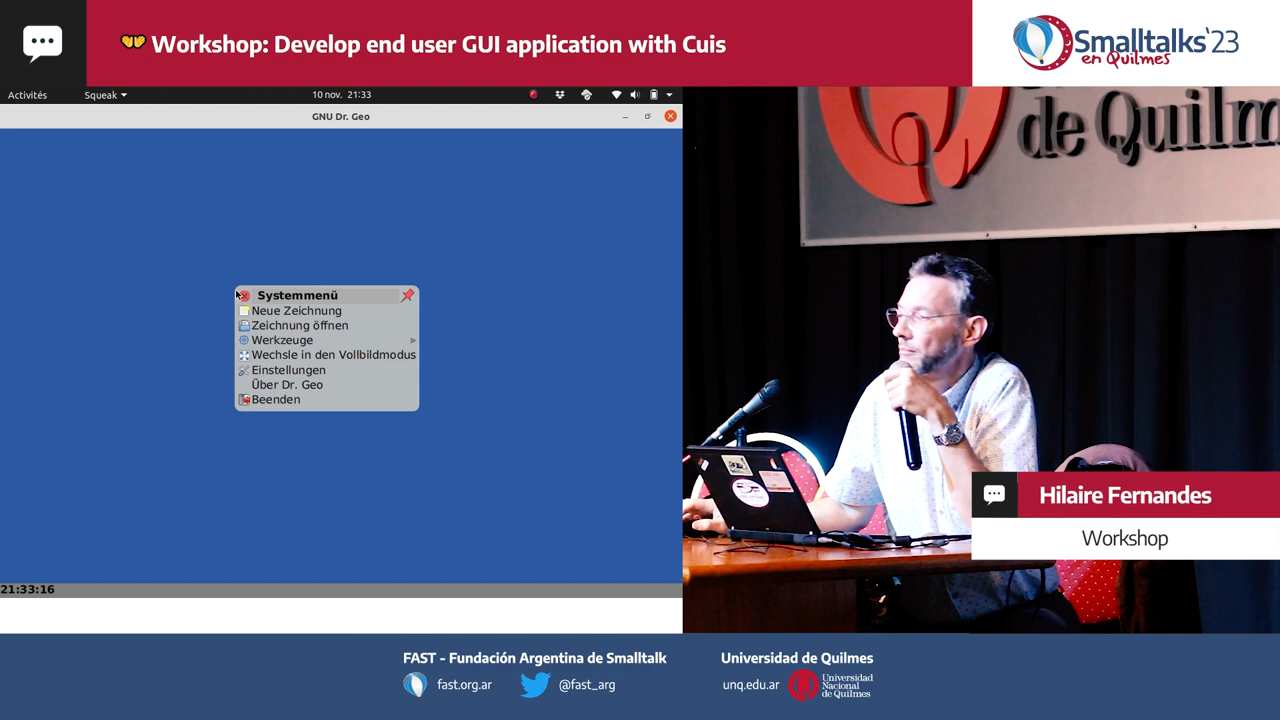 Workshop: Develop end user GUI application with Cuis
Smalltalks'23
en Quilmes
Activités
Squeak
10 nov. 21:33
GNU Dr. Geo
Systemmenü
Neue Zeichnung
Zeichnung öffnen
Werkzeuge
Wechsle in den Vollbildmodus
Einstellungen
Über Dr. Geo
Beenden
21:33:16
de Quilm
Hilaire Fernandes
Workshop
FAST - Fundación Argentina de Smalltalk
fast.org.ar
@fast_arg
Universidad de Quilmes
unq.edu.ar
Universidad
Nacional
de Quilmes